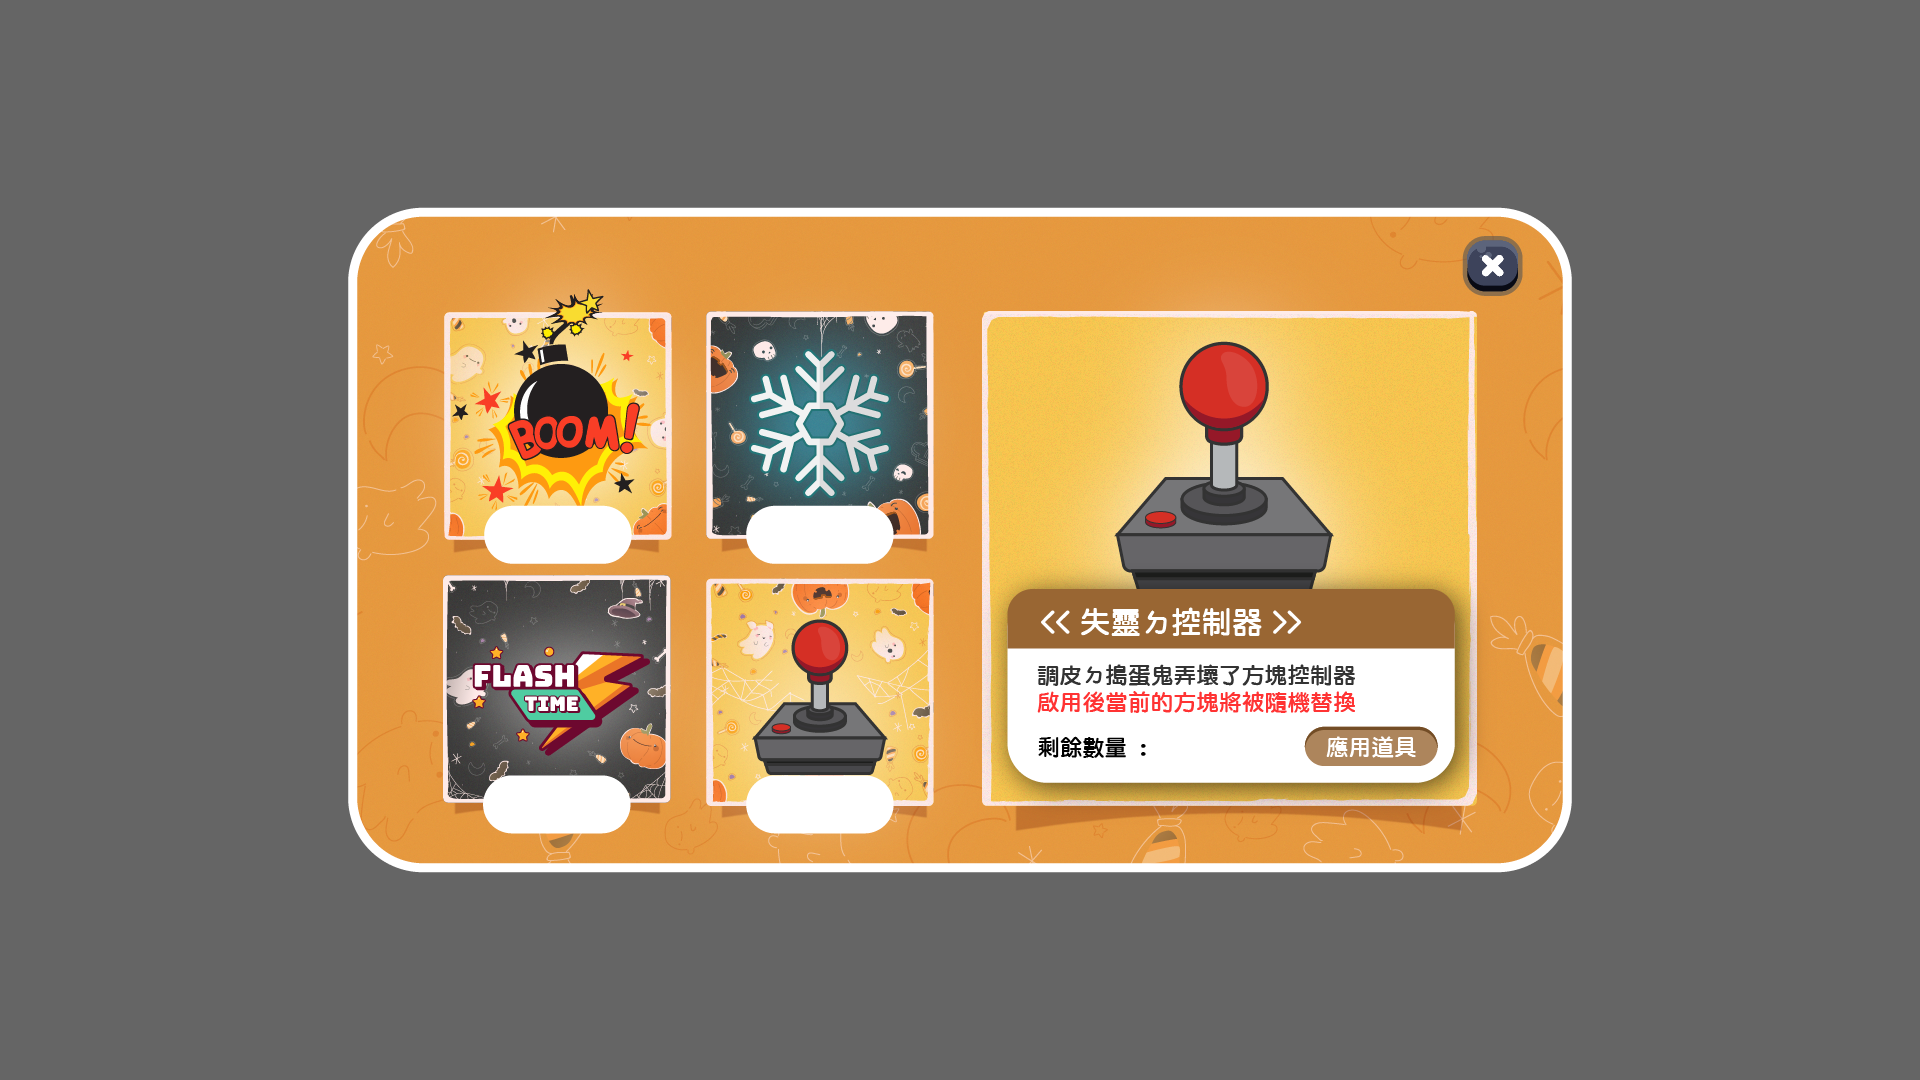 BOOM!
FLASH
TIME
<< 失靈ㄉ控制器 >>
調皮ㄉ搗蛋鬼弄壞了方塊控制器
啟用後當前的方塊將被隨機替換
剩餘數量 :
應用道具